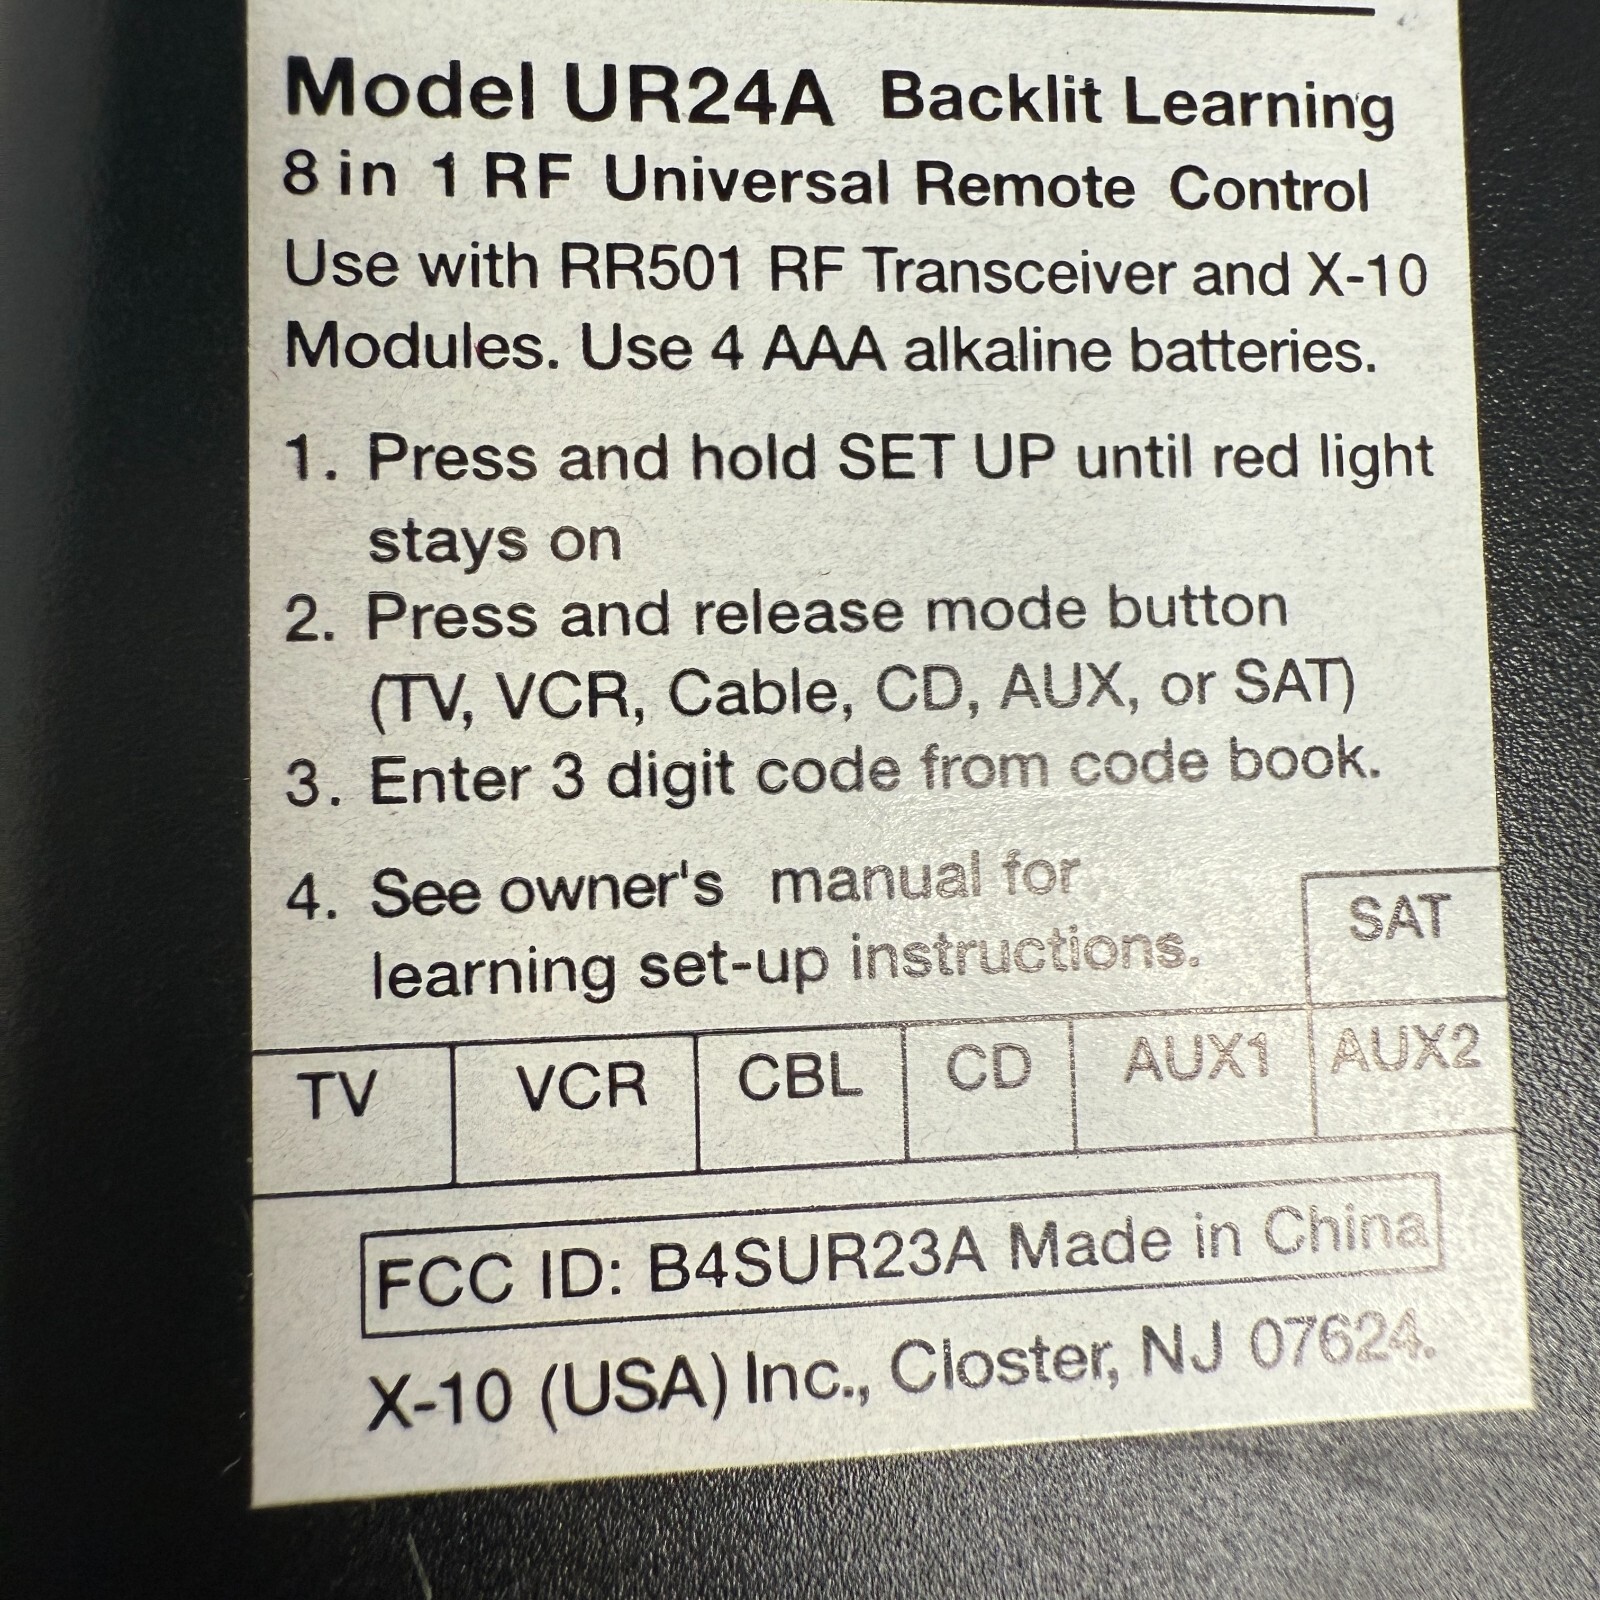 Model UR24A Backlit Learning
8 in 1 RF Universal Remote Control
Use with RR501 RF Transceiver and X-10
Modules. Use 4 AAA alkaline batteries.
1. Press and hold SET UP until red light
stays on
2. Press and release mode button
(TV, VCR, Cable, CD, AUX, or SAT)
3. Enter 3 digit code from code book.
4. See owner's manual for
learning set-up instructions.
SAT
TV VCR CBL CD AUX1 AUX2
FCC ID: B4SUR23A Made in China
X-10 (USA) Inc., Closter, NJ 07624.